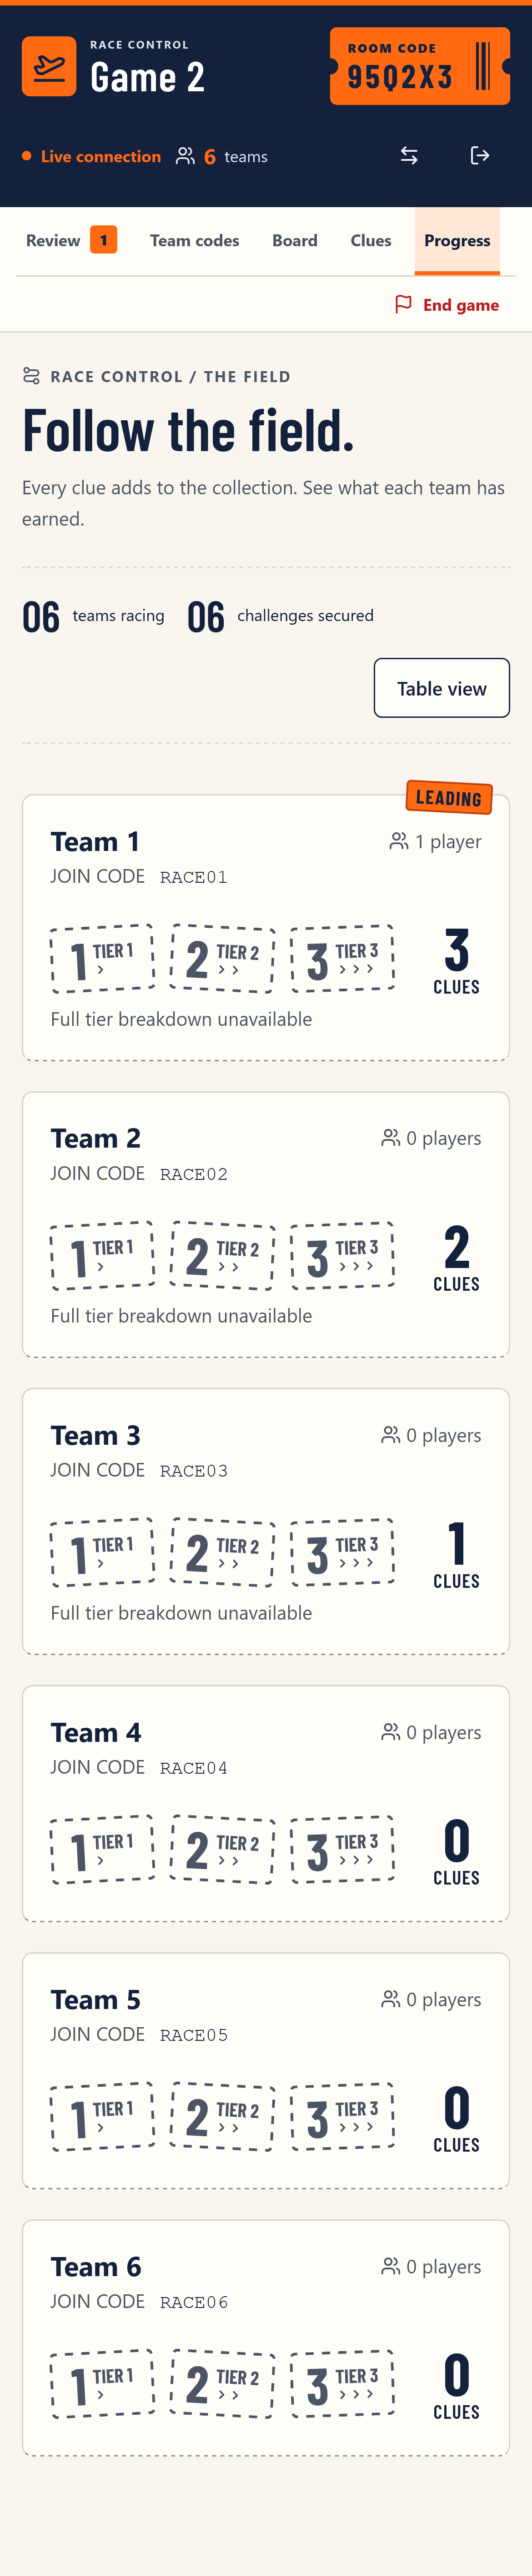 RACE CONTROL
Game 2
ROOM CODE
95Q2X3
Live connection 6 teams
Review 1 Team codes Board Clues Progress
End game
RACE CONTROL / THE FIELD
Follow the field.
Every clue adds to the collection. See what each team has
earned.
06 teams racing 06 challenges secured
Table view
LEADING
Team 1 1 player
JOIN CODE RACE01
1 TIER 1 2 TIER 2 3 TIER 3 3 CLUES
Full tier breakdown unavailable
Team 2 0 players
JOIN CODE RACE02
1 TIER 1 2 TIER 2 3 TIER 3 2 CLUES
Full tier breakdown unavailable
Team 3 0 players
JOIN CODE RACE03
1 TIER 1 2 TIER 2 3 TIER 3 1 CLUES
Full tier breakdown unavailable
Team 4 0 players
JOIN CODE RACE04
1 TIER 1 2 TIER 2 3 TIER 3 0 CLUES
Team 5 0 players
JOIN CODE RACE05
1 TIER 1 2 TIER 2 3 TIER 3 0 CLUES
Team 6 0 players
JOIN CODE RACE06
1 TIER 1 2 TIER 2 3 TIER 3 0 CLUES